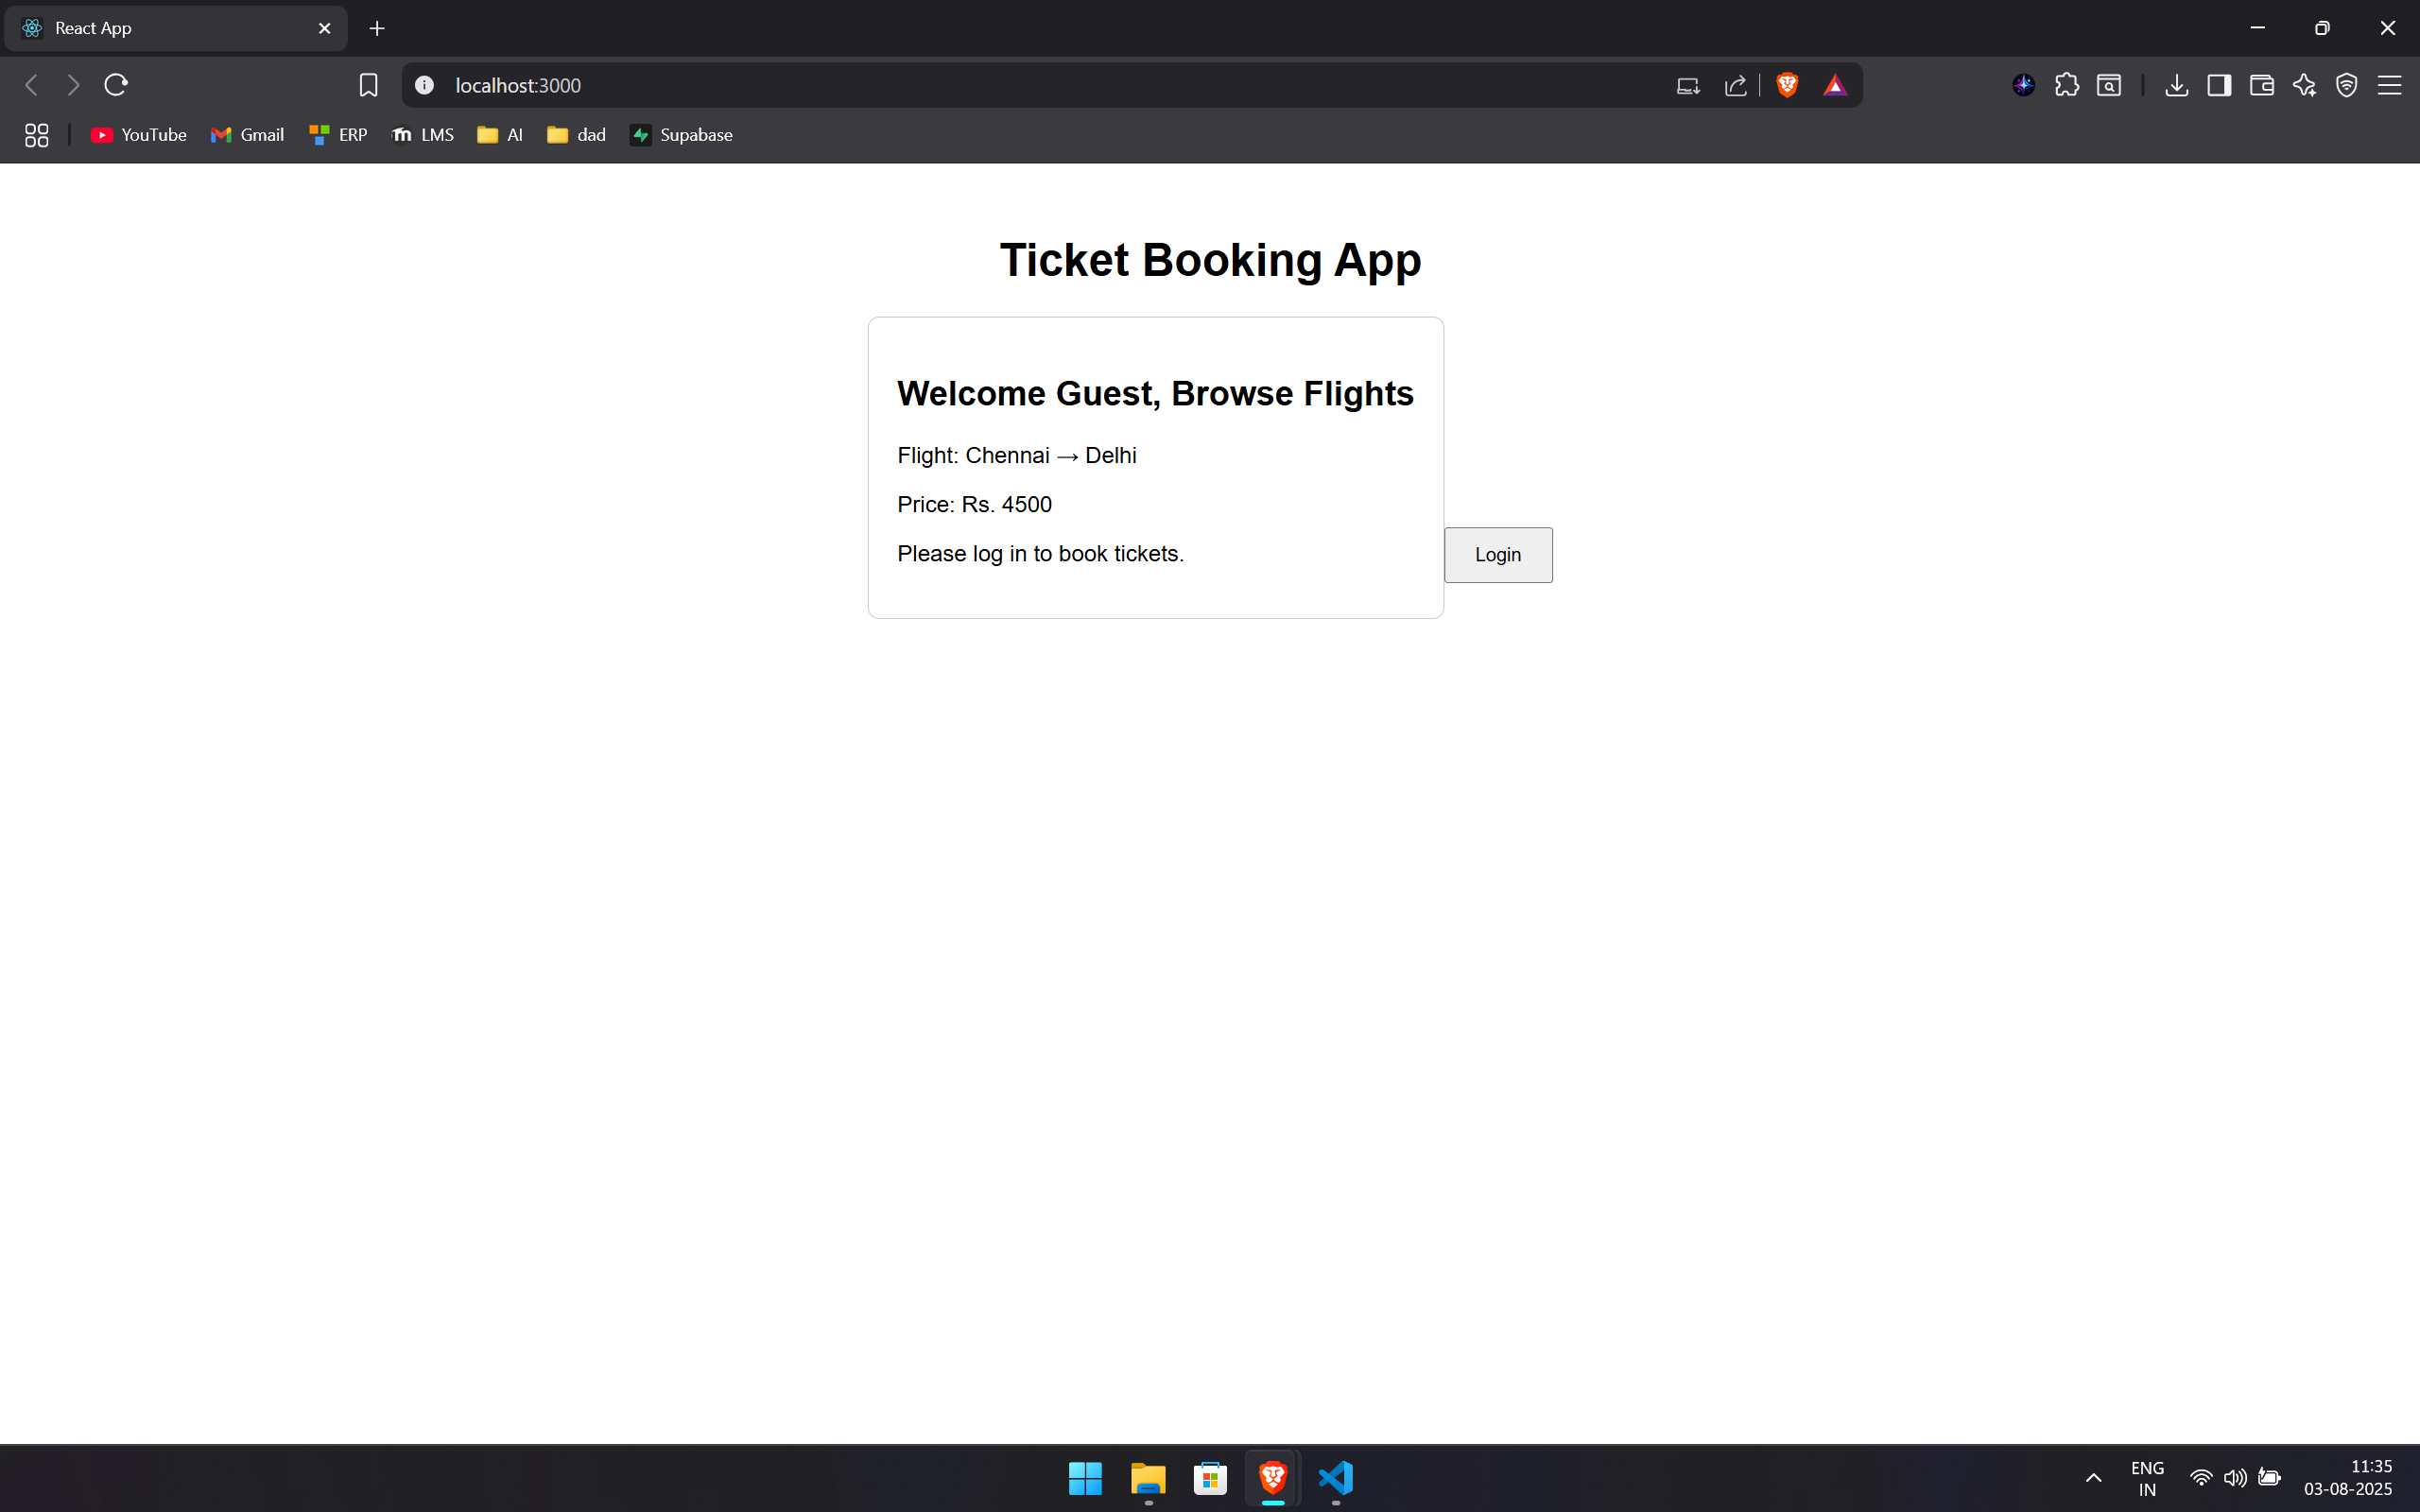 React App
localhost:3000
YouTube Gmail ERP LMS AI dad Supabase
Ticket Booking App
Welcome Guest, Browse Flights
Flight: Chennai → Delhi
Price: Rs. 4500
Please log in to book tickets.
Login
ENG
IN
11:35
03-08-2025